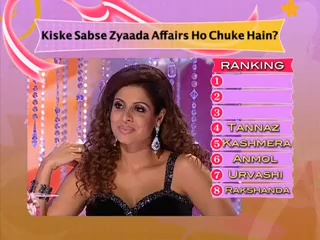 Kiske Sabse Zyaada Affairs Ho Chuke Hain?
RANKING
1
2
3
4 TANNAZ
5 KASHMERA
6 ANMOL
7 URVASHI
8 RAKSHANDA